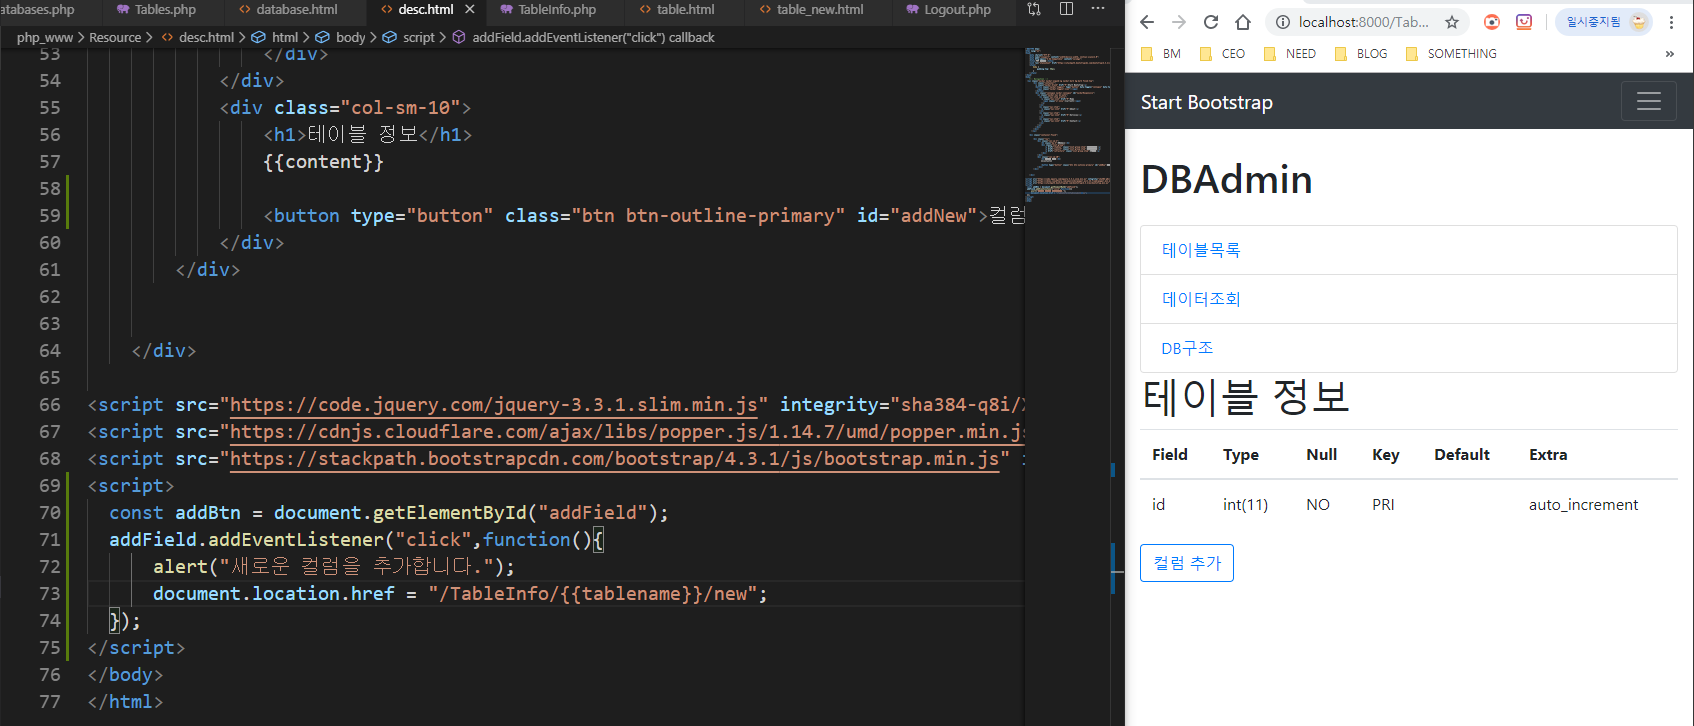 atabases.php Tables.php database.html desc.html TableInfo.php table.html table_new.html Logout.php
php_www > Resource > desc.html > html > body > script > addField.addEventListener("click") callback
53 </div>
54 </div>
55 <div class="col-sm-10">
56 <h1>테이블 정보</h1>
57 {{content}}
58
59 <button type="button" class="btn btn-outline-primary" id="addNew">컬럼
60 </div>
61 </div>
62
63
64 </div>
65
66 <script src="https://code.jquery.com/jquery-3.3.1.slim.min.js" integrity="sha384-q8i/
67 <script src="https://cdnjs.cloudflare.com/ajax/libs/popper.js/1.14.7/umd/popper.min.js
68 <script src="https://stackpath.bootstrapcdn.com/bootstrap/4.3.1/js/bootstrap.min.js"
69 <script>
70 const addBtn = document.getElementById("addField");
71 addField.addEventListener("click",function(){
72 alert("새로운 컬럼을 추가합니다.");
73 document.location.href = "/TableInfo/{{tablename}}/new";
74 });
75 </script>
76 </body>
77 </html>
localhost:8000/Tab... 일시중지됨
BM CEO NEED BLOG SOMETHING »
Start Bootstrap
DBAdmin
테이블목록
데이터조회
DB구조
테이블 정보
Field Type Null Key Default Extra
id int(11) NO PRI auto_increment
컬럼 추가